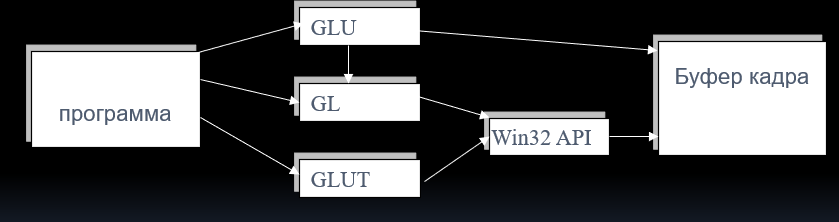 GLU
Буфер кадра
программа
GL
Win32 API
GLUT